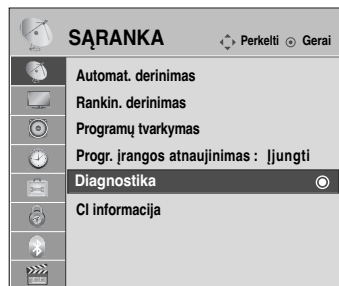 SĄRANKA
Perkelti Gerai
Automat. derinimas
Rankin. derinimas
Programų tvarkymas
Progr. įrangos atnaujinimas : Įjungti
Diagnostika
CI informacija